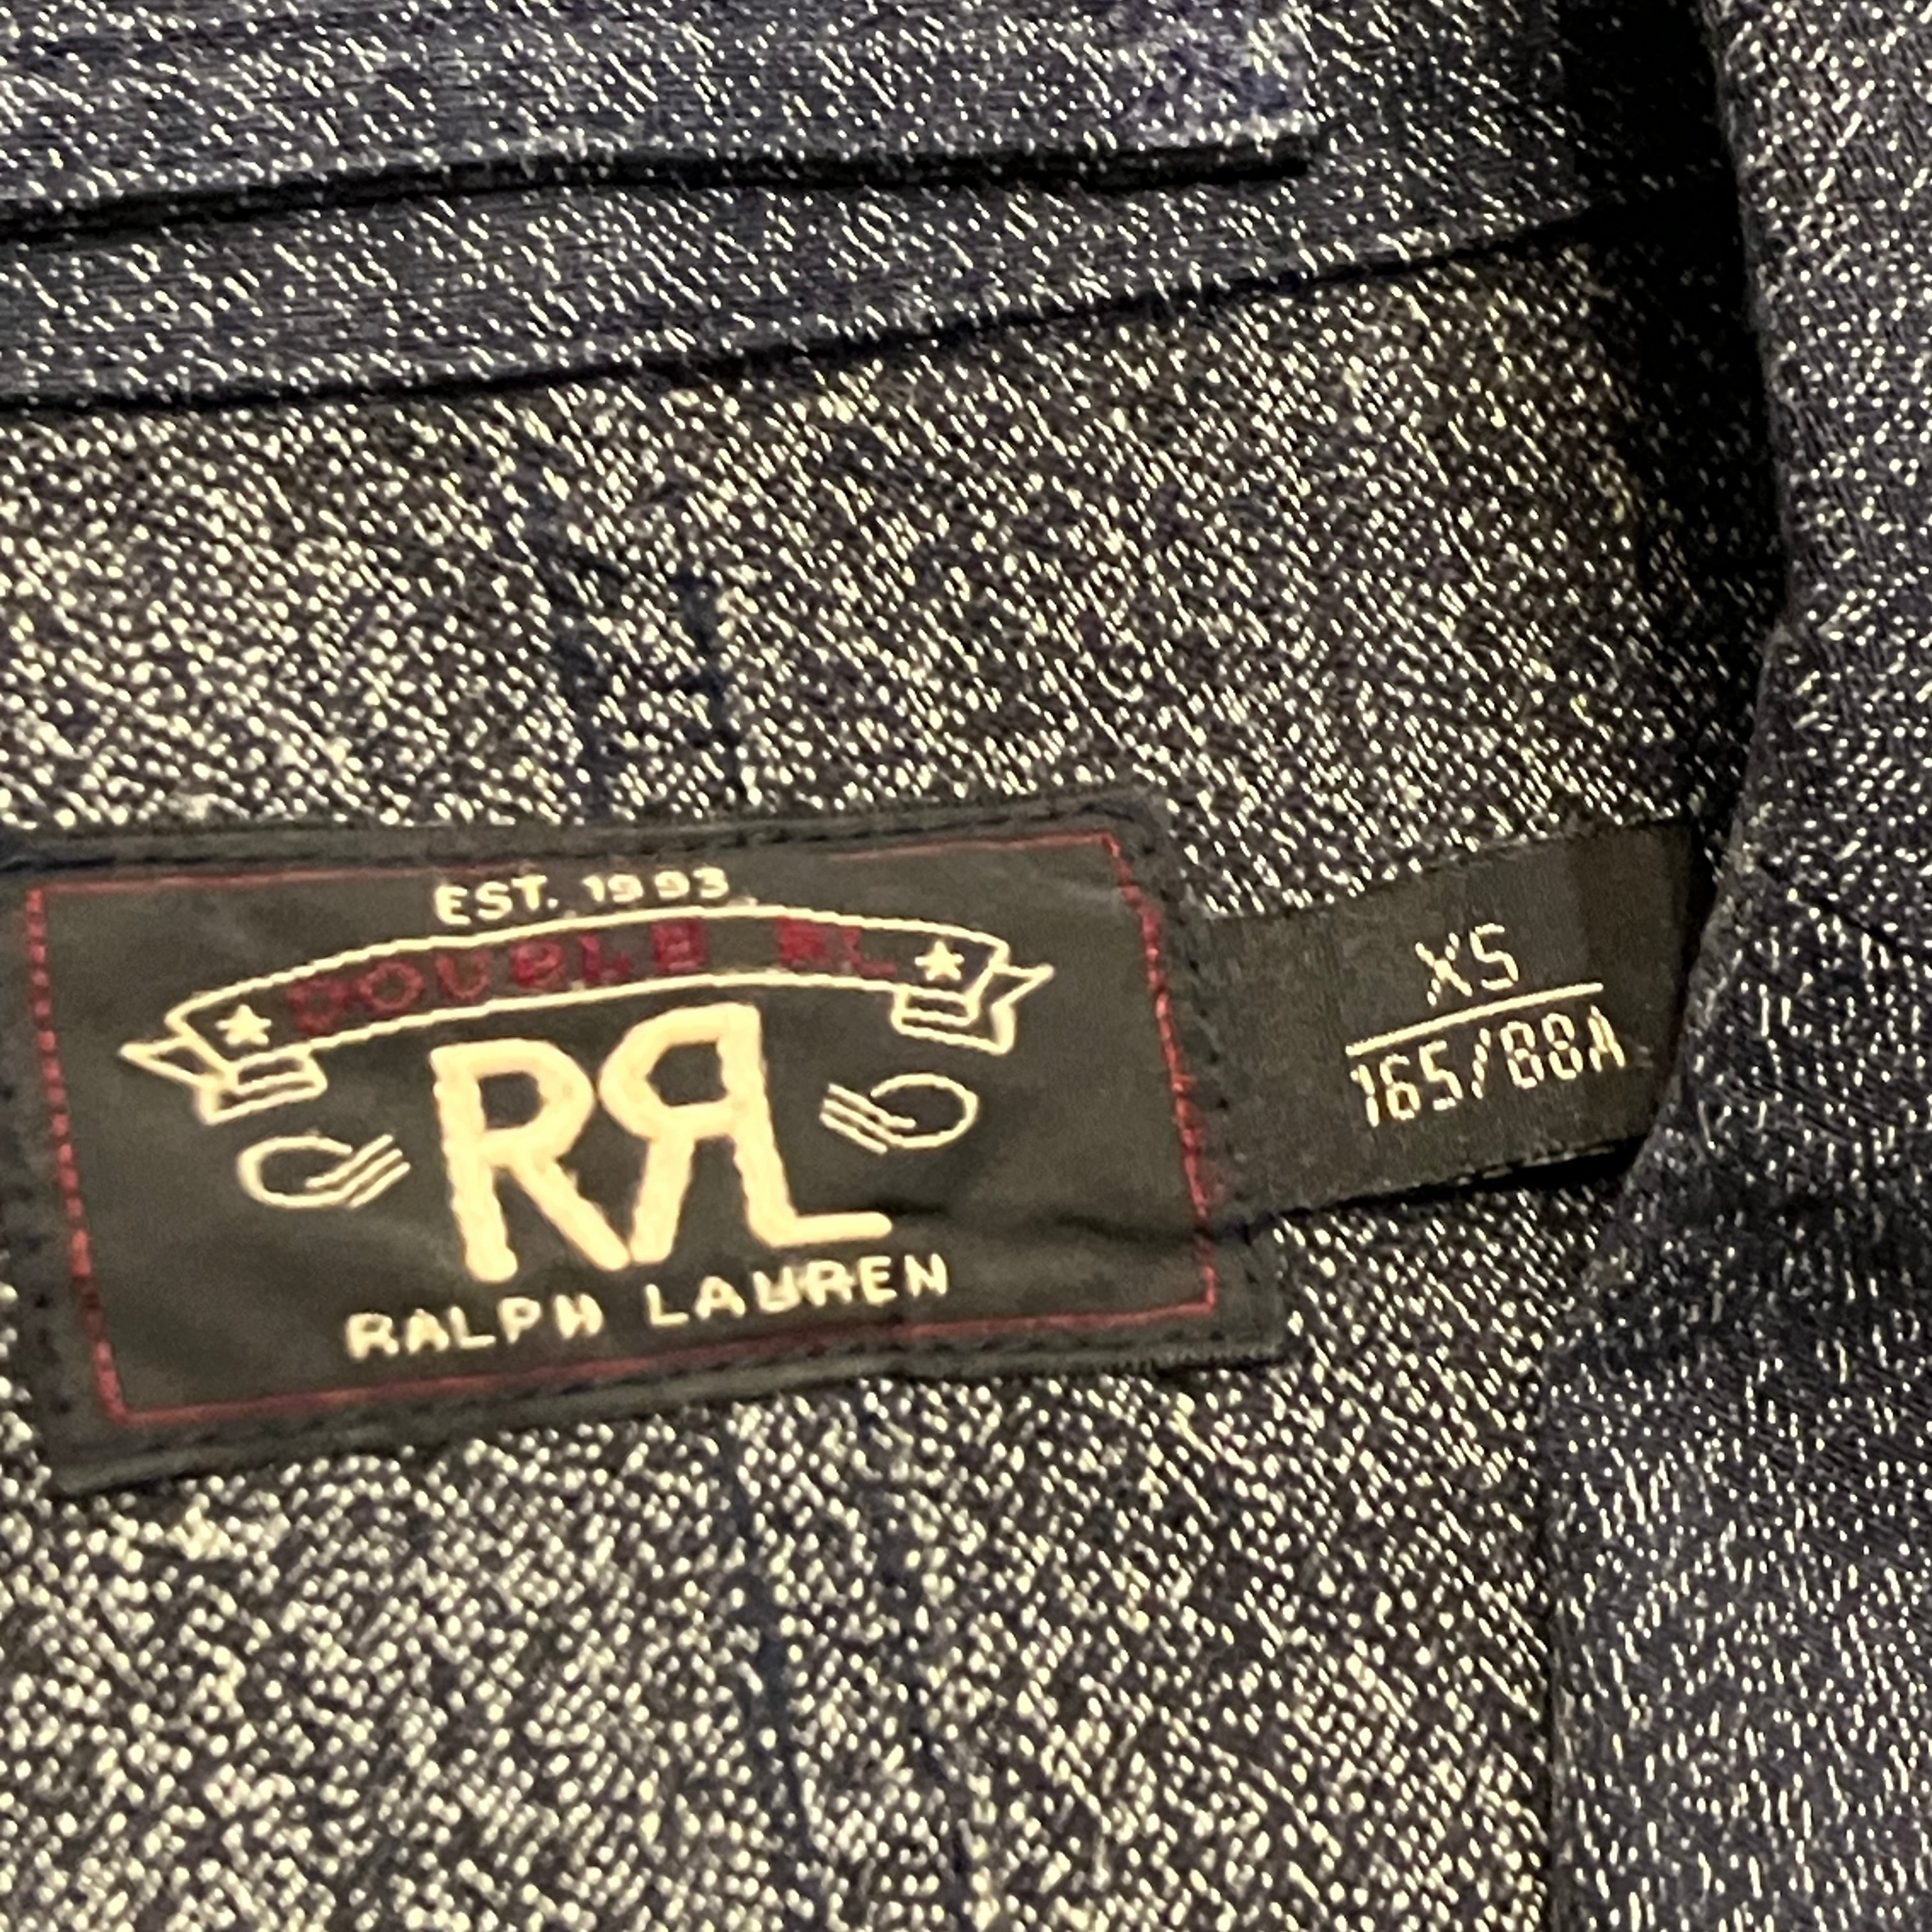 EST. 1993
DOUBLE RL
RRL
RALPH LAUREN
XS
165/88A